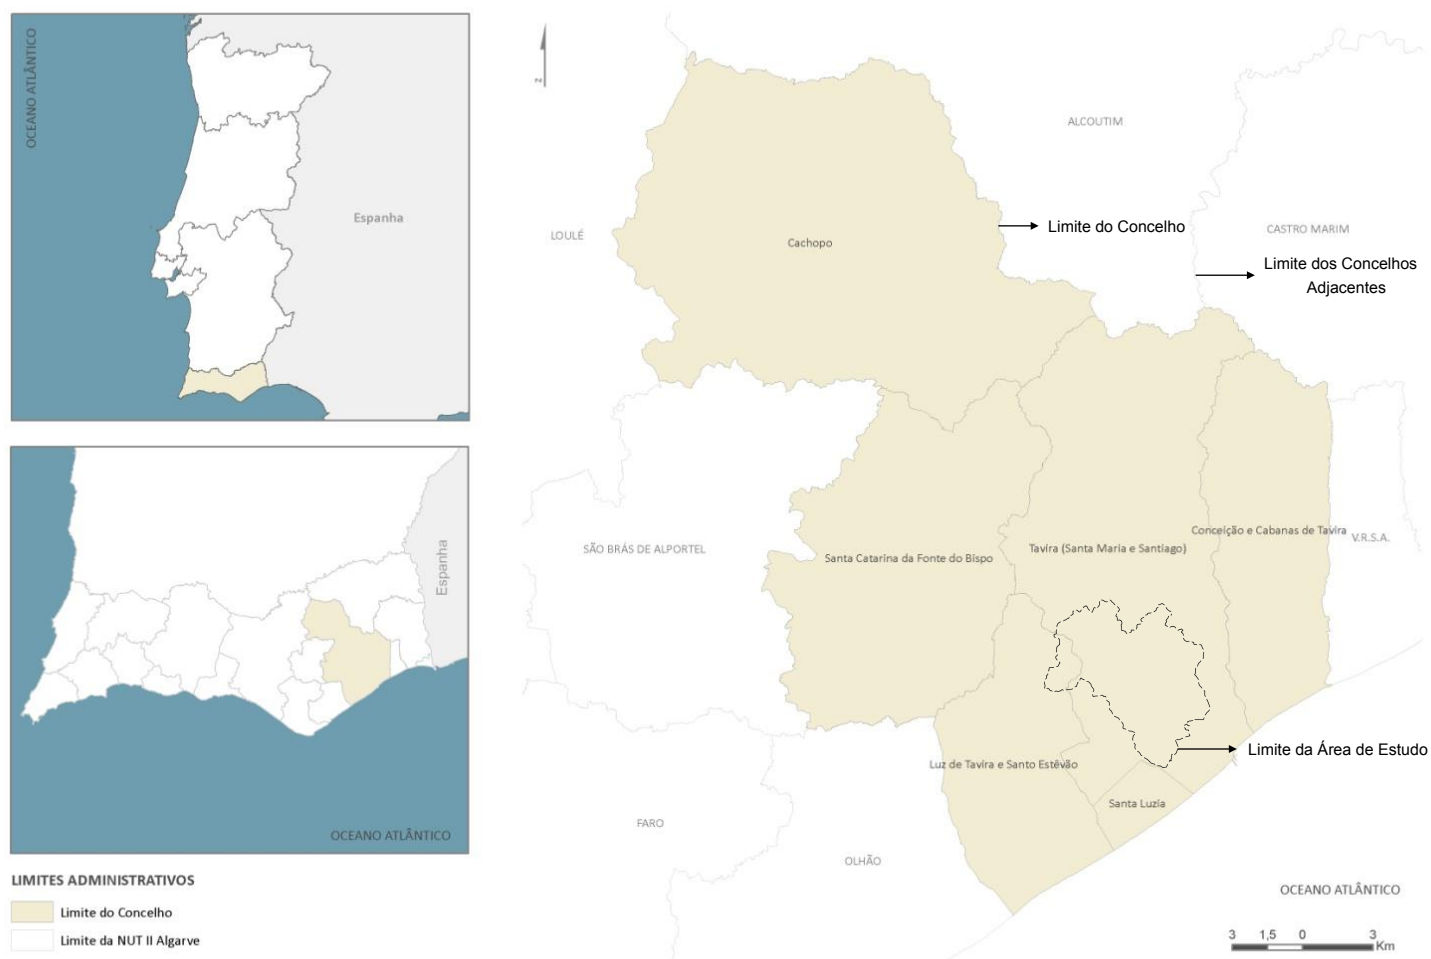 OCEANO ATLÂNTICO
Espanha
Espanha
OCEANO ATLÂNTICO
LIMITES ADMINISTRATIVOS
Limite do Concelho
Limite da NUT II Algarve
z
ALCOUTIM
LOULÉ
Cachopo
Limite do Concelho
CASTRO MARIM
Limite dos Concelhos
Adjacentes
SÃO BRÁS DE ALPORTEL
Santa Catarina da Fonte do Bispo
Tavira (Santa Maria e Santiago)
Conceição e Cabanas de Tavira
V.R.S.A.
Limite da Área de Estudo
Luz de Tavira e Santo Estêvão
Santa Luzia
FARO
OLHÃO
OCEANO ATLÂNTICO
3 1,5 0 3
Km